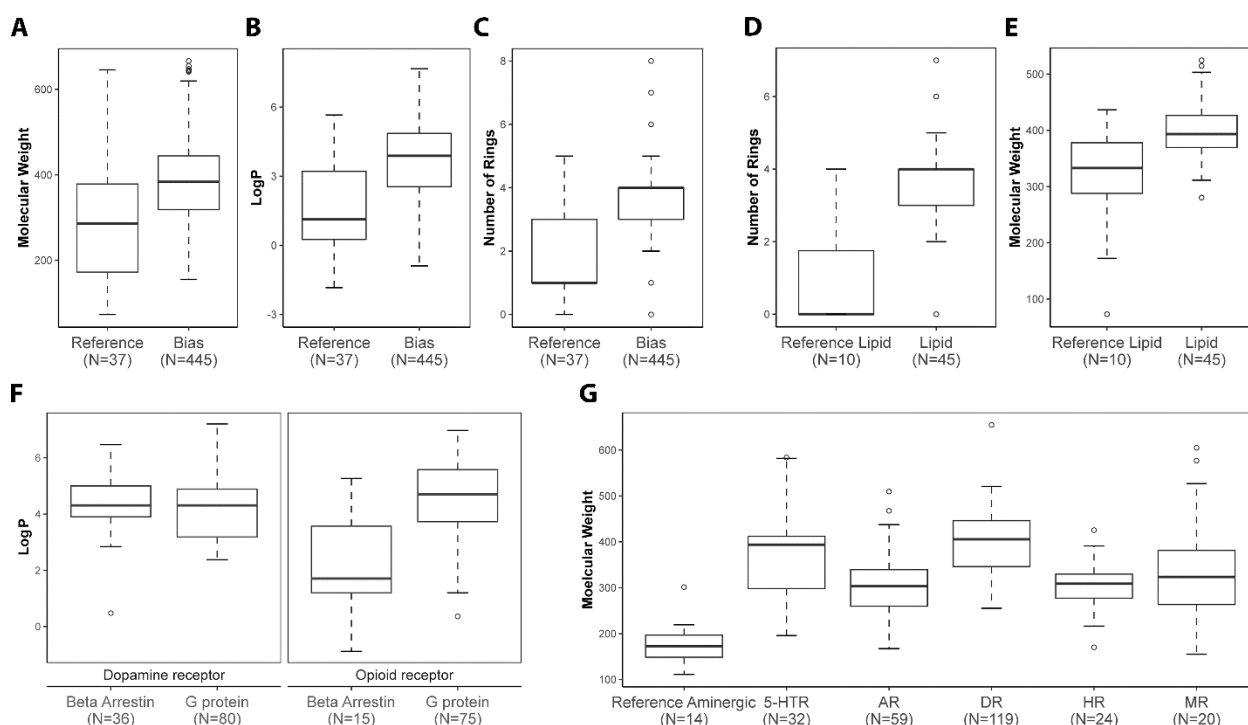 A
Molecular Weight
600
400
200
Reference
(N=37)
Bias
(N=445)
B
LogP
6
3
0
-3
Reference
(N=37)
Bias
(N=445)
C
Number of Rings
8
6
4
2
0
Reference
(N=37)
Bias
(N=445)
D
Number of Rings
6
4
2
0
Reference Lipid
(N=10)
Lipid
(N=45)
E
Molecular Weight
500
400
300
200
100
Reference Lipid
(N=10)
Lipid
(N=45)
F
LogP
6
4
2
0
Dopamine receptor
Opioid receptor
Beta Arrestin
(N=36)
G protein
(N=80)
Beta Arrestin
(N=15)
G protein
(N=75)
G
Moelcular Weight
600
500
400
300
200
100
Reference Aminergic
(N=14)
5-HTR
(N=32)
AR
(N=59)
DR
(N=119)
HR
(N=24)
MR
(N=20)